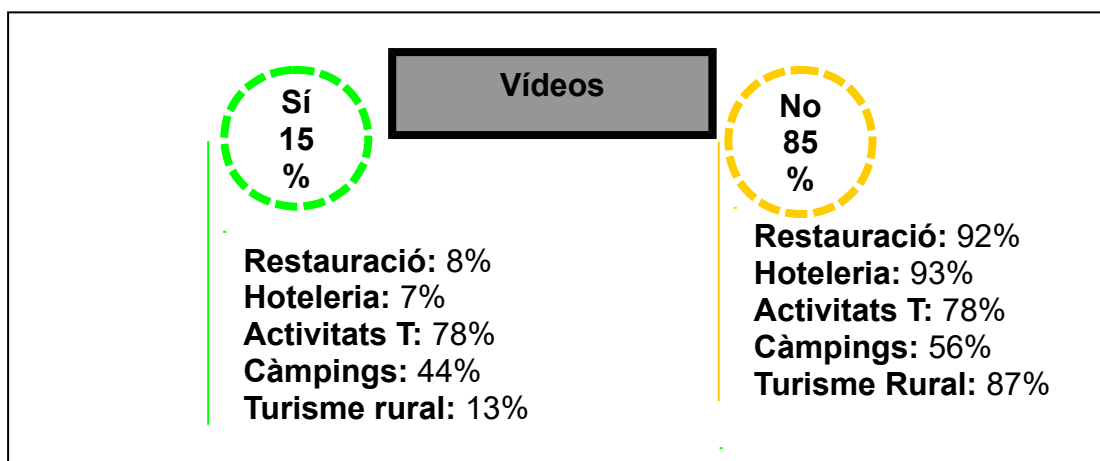 Vídeos
Sí
15
%
Restauració: 8%
Hoteleria: 7%
Activitats T: 78%
Càmpings: 44%
Turisme rural: 13%
No
85
%
Restauració: 92%
Hoteleria: 93%
Activitats T: 78%
Càmpings: 56%
Turisme Rural: 87%